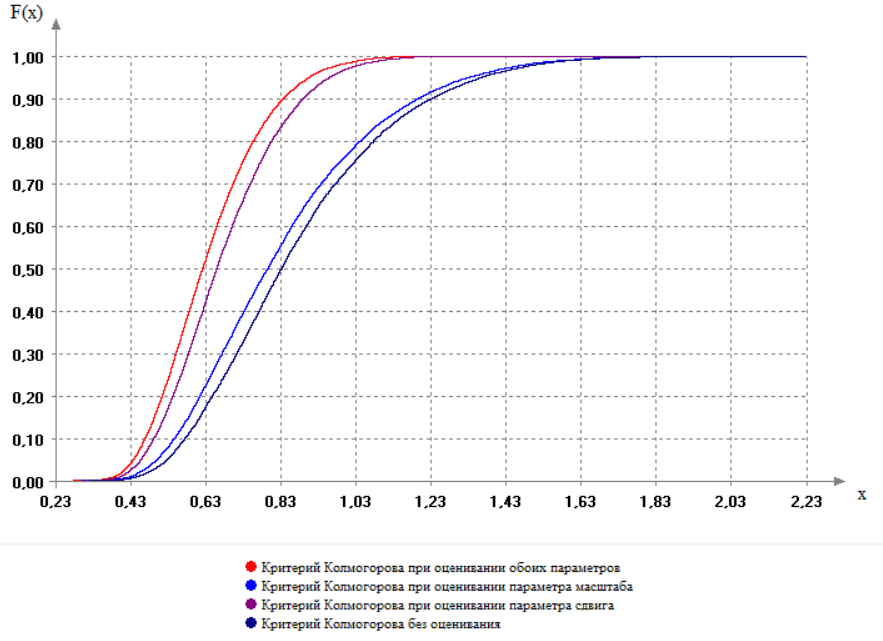 F(x)
1.00
0,90
0,80
0,70
0,60
0,50
0,40
0,30
0,20
0,10
0,00
0,23 0,43 0,63 0,83 1,03 1,23 1,43 1,63 1,83 2,03 2,23
x
Критерий Колмогорова при оценивании обоих параметров
Критерий Колмогорова при оценивании параметра масштаба
Критерий Колмогорова при оценивании параметра сдвига
Критерий Колмогорова без оценивания